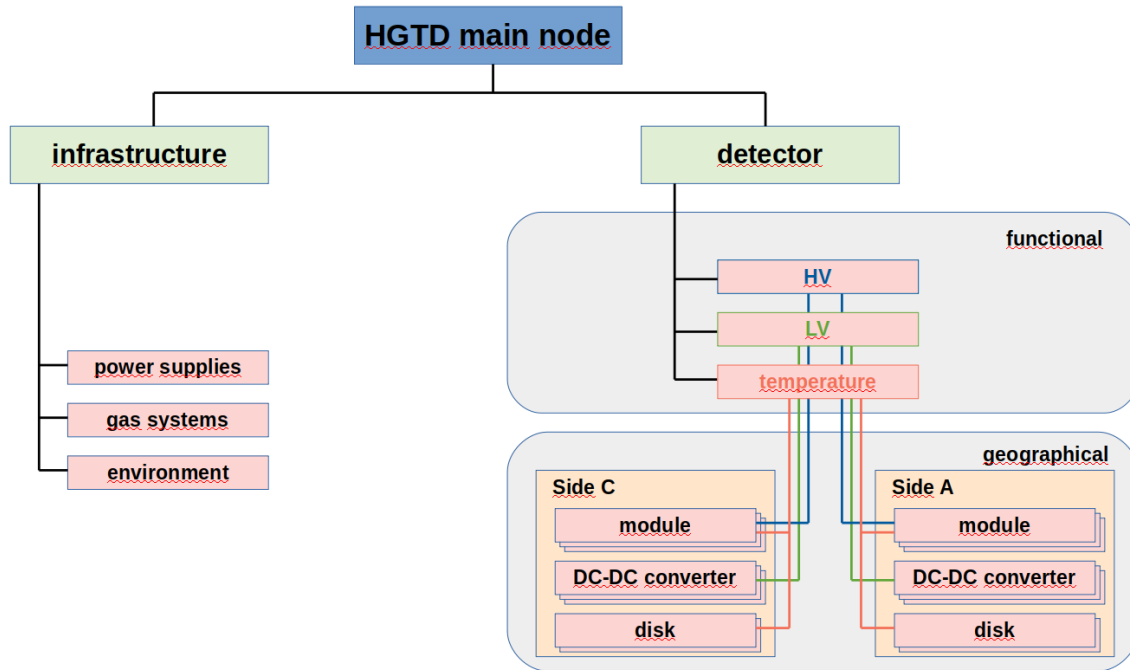 HGTD main node
infrastructure
detector
functional
HV
LV
temperature
power supplies
gas systems
environment
geographical
Side C
module
DC-DC converter
disk
Side A
module
DC-DC converter
disk